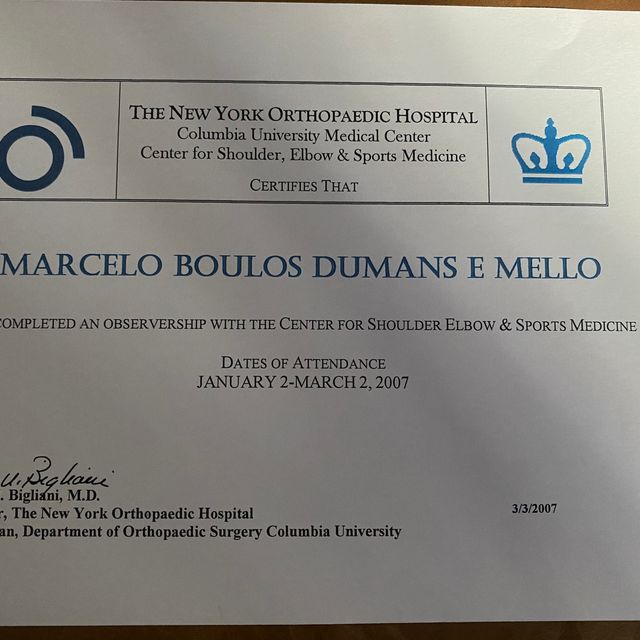 THE NEW YORK ORTHOPAEDIC HOSPITAL
Columbia University Medical Center
Center for Shoulder, Elbow & Sports Medicine
CERTIFIES THAT
MARCELO BOULOS DUMANS E MELLO
COMPLETED AN OBSERVERSHIP WITH THE CENTER FOR SHOULDER ELBOW & SPORTS MEDICINE
DATES OF ATTENDANCE
JANUARY 2-MARCH 2, 2007
U. Bigliani
. Bigliani, M.D.
r, The New York Orthopaedic Hospital
3/3/2007
an, Department of Orthopaedic Surgery Columbia University